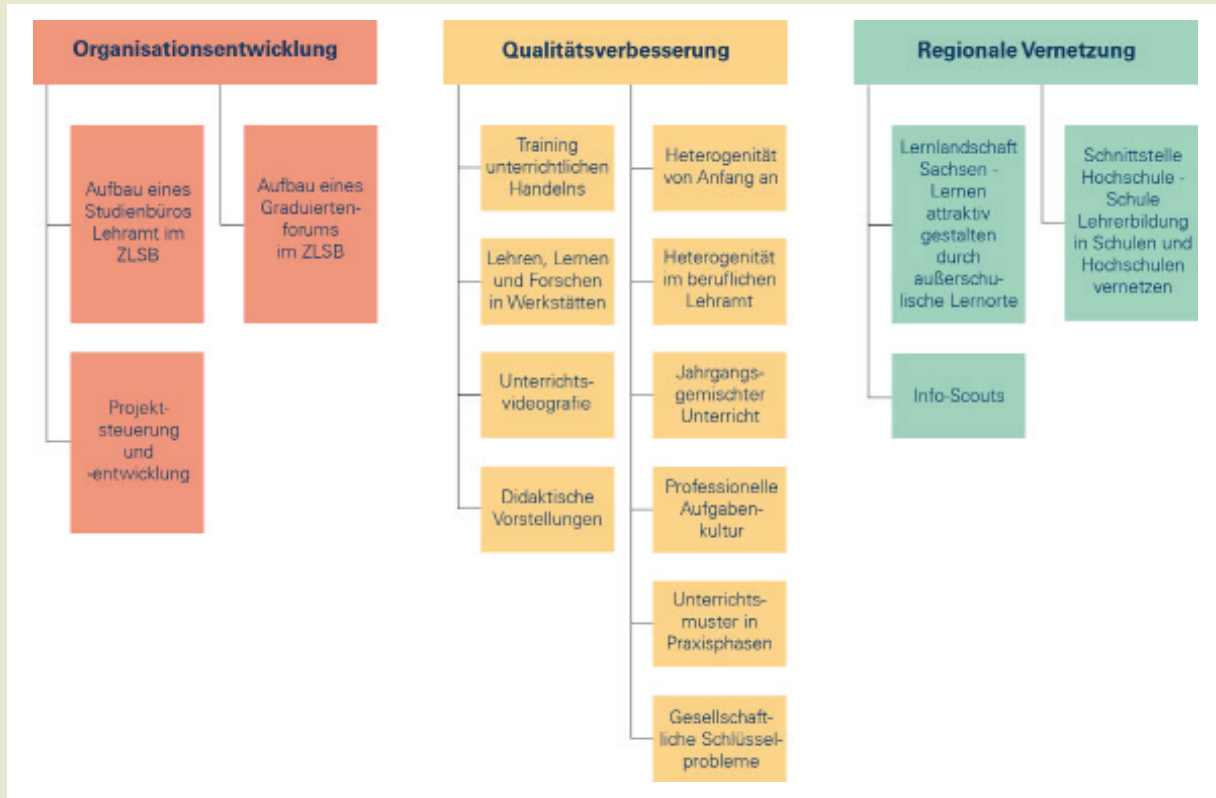 Organisationsentwicklung
Aufbau eines
Studienbüros
Lehramt im
ZLSB
Aufbau eines
Graduierten-
forums
im ZLSB
Projekt-
steuerung
und
-entwicklung
Qualitätsverbesserung
Training
unterrichtlichen
Handelns
Lehren, Lernen
und Forschen
in Werkstätten
Unterrichts-
videografie
Didaktische
Vorstellungen
Heterogenität
von Anfang an
Heterogenität
im beruflichen
Lehramt
Jahrgangs-
gemischter
Unterricht
Professionelle
Aufgaben-
kultur
Unterrichts-
muster in
Praxisphasen
Gesellschaft-
liche Schlüssel-
probleme
Regionale Vernetzung
Lernlandschaft
Sachsen -
Lernen
attraktiv
gestalten
durch
außerschu-
lische Lernorte
Schnittstelle
Hochschule -
Schule
Lehrerbildung
in Schulen und
Hochschulen
vernetzen
Info-Scouts